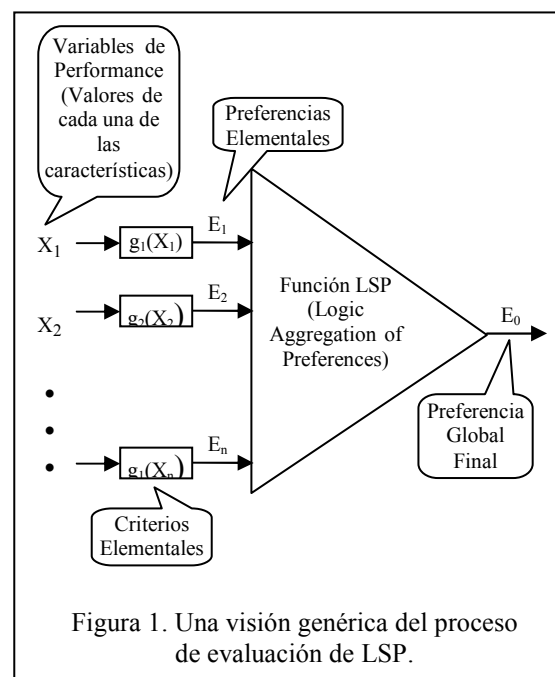 Variables de
Performance
(Valores de
cada una de
las
características)
Preferencias
Elementales
X1
g1(X1)
E1
X2
g2(X2)
E2
Función LSP
(Logic
Aggregation of
Preferences)
E0
g1(Xn)
En
Preferencia
Global
Final
Criterios
Elementales
Figura 1. Una visión genérica del proceso
de evaluación de LSP.